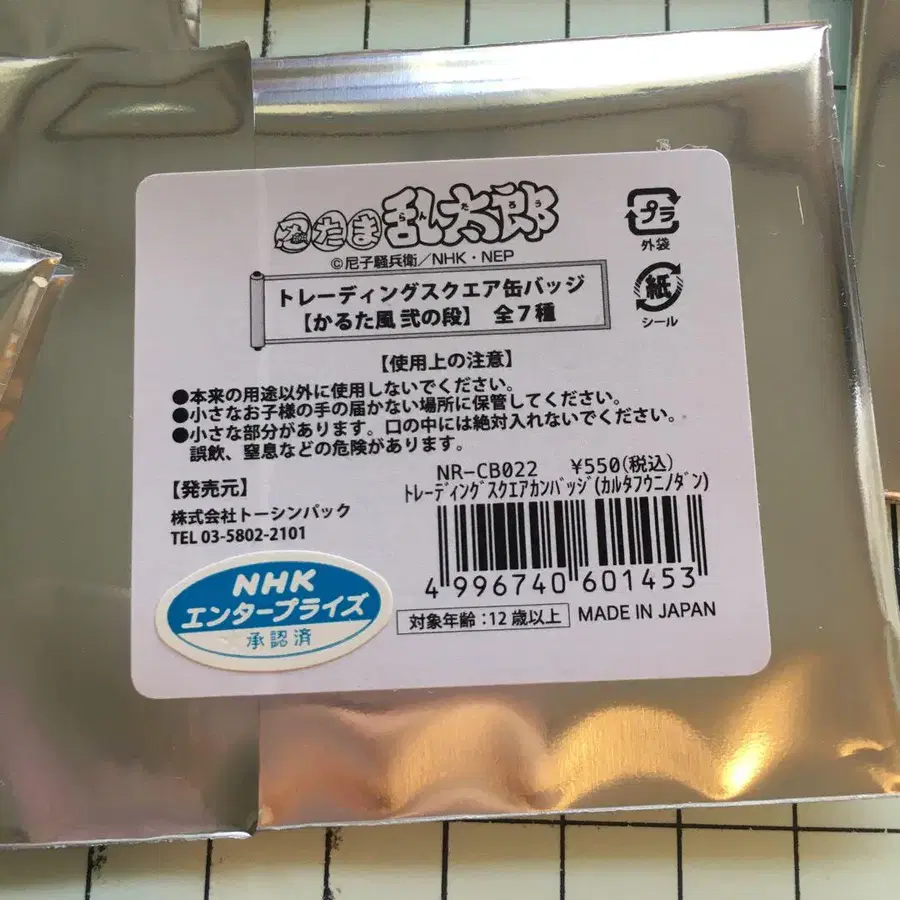 忍たま乱太郎
らんたろう
©尼子騒兵衛／NHK・NEP
トレーディングスクエア缶バッジ
【かるた風 弐の段】 全7種
プラ
外袋
紙
シール
【使用上の注意】
●本来の用途以外に使用しないでください。
●小さなお子様の手の届かない場所に保管してください。
●小さな部分があります。口の中には絶対入れないでください。
誤飲、窒息などの危険があります。
NR-CB022 ¥550(税込)
ﾄﾚｰﾃﾞｨﾝｸﾞｽｸｴｱｶﾝﾊﾞｯｼﾞ(ｶﾙﾀﾌｳﾆﾉﾀﾞﾝ)
4 996740 601453
【発売元】
株式会社トーシンパック
TEL 03-5802-2101
NHK
エンタープライズ
承認済
対象年齢：12歳以上 MADE IN JAPAN